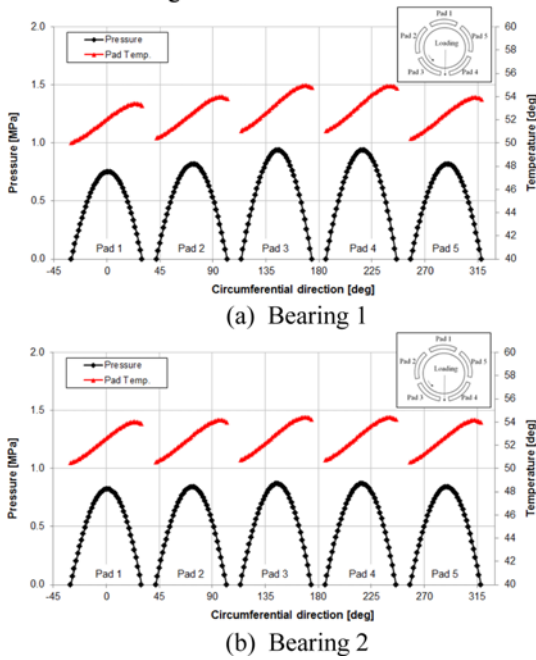 2.0
60
Pressure
Pad Temp.
Pad 1
Pad 2
Pad 5
Loading
Pad 3
Pad 4
58
1.5
56
54
52
1.0
50
48
46
0.5
44
42
0.0
40
Pressure [MPa]
Temperature [deg]
Pad 1 Pad 2 Pad 3 Pad 4 Pad 5
-45 0 45 90 135 180 225 270 315
Circumferential direction [deg]
(a) Bearing 1
2.0
60
Pressure
Pad Temp.
Pad 1
Pad 2
Pad 5
Loading
Pad 3
Pad 4
58
1.5
56
54
52
1.0
50
48
46
0.5
44
42
0.0
40
Pressure [MPa]
Temperature [deg]
Pad 1 Pad 2 Pad 3 Pad 4 Pad 5
-45 0 45 90 135 180 225 270 315
Circumferential direction [deg]
(b) Bearing 2